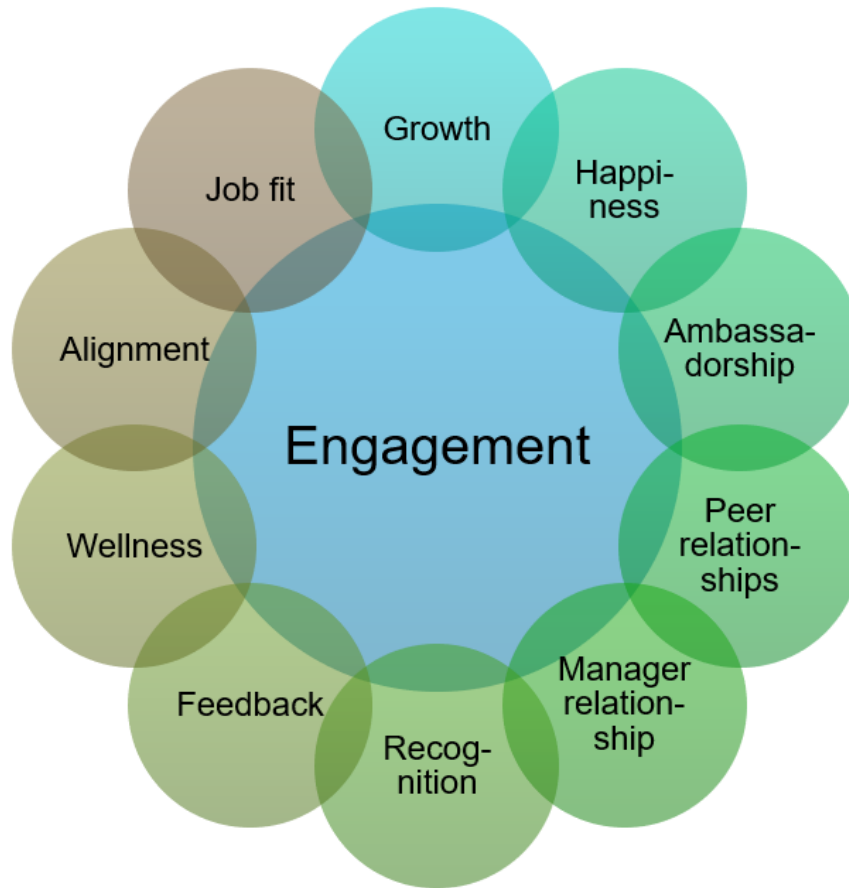 Growth
Happi-
ness
Ambassa-
dorship
Peer
relation-
ships
Manager
relation-
ship
Recog-
nition
Feedback
Wellness
Alignment
Job fit
Engagement